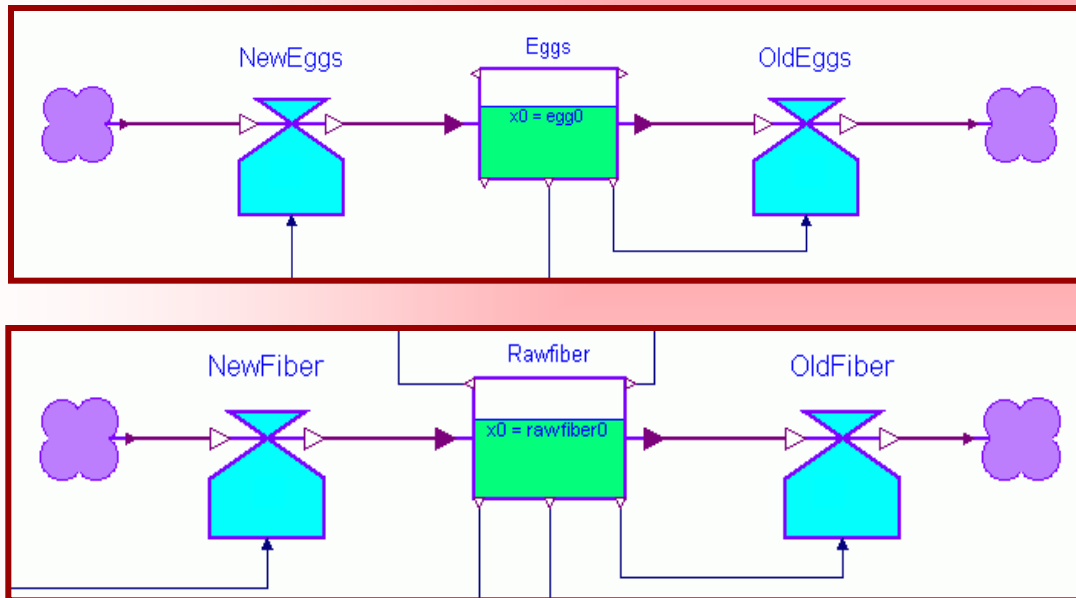 NewEggs
Eggs
OldEggs
x0 = egg0
NewFiber
Rawfiber
OldFiber
x0 = rawfiber0